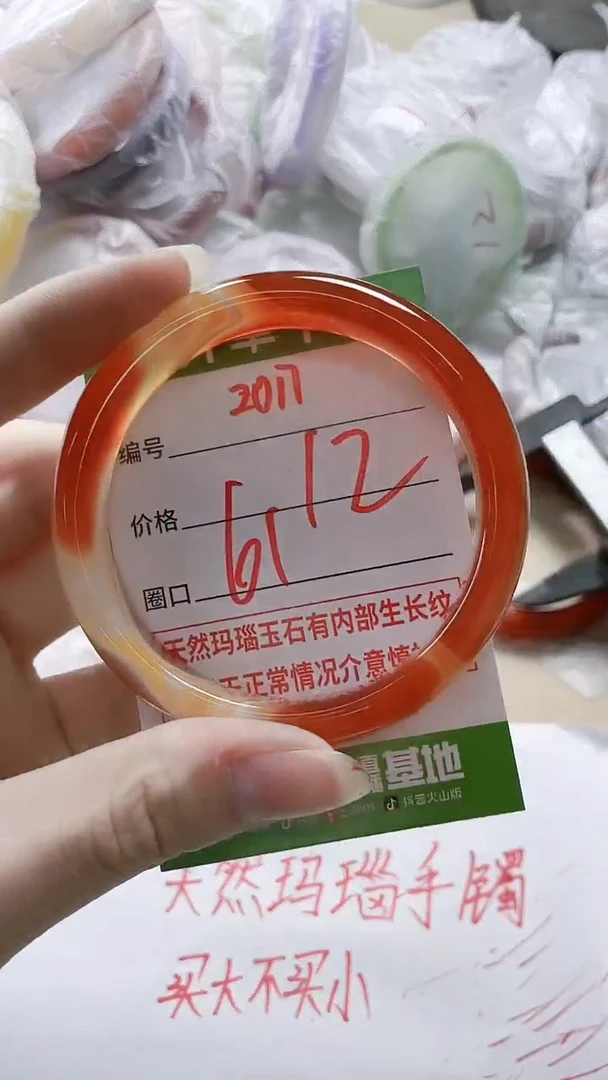 2017
编号
12
价格
61
圈口
天然玛瑙玉石有内部生长纹
正常情况介意慎
基地
抖音火山版
天然玛瑙手镯
买大不买小